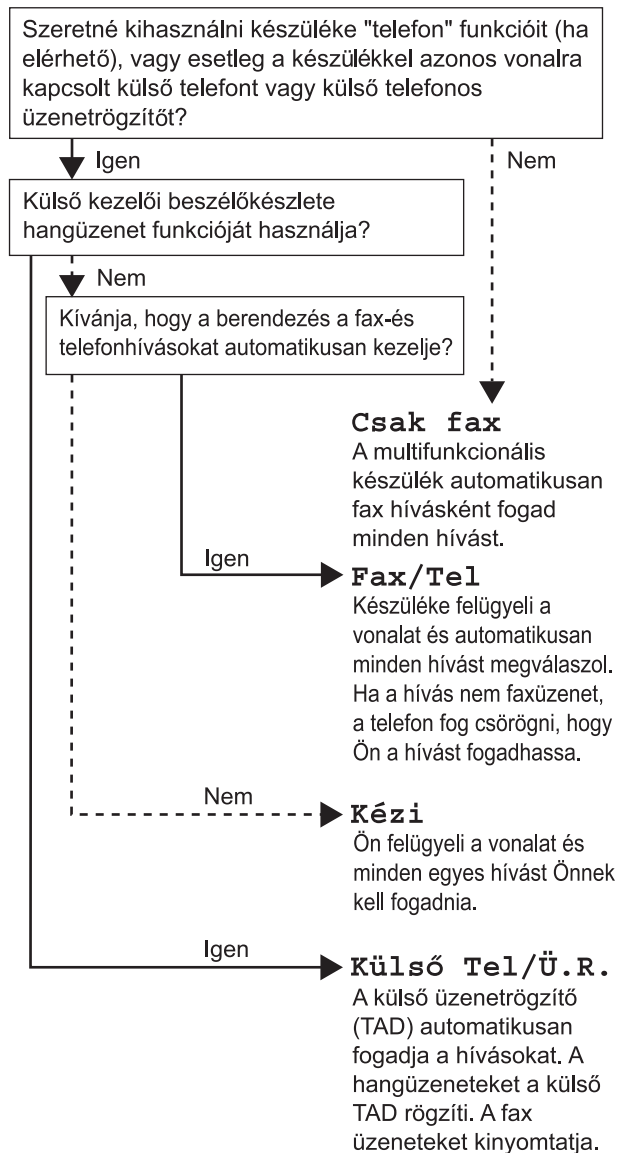 Szeretné kihasználni készüléke "telefon" funkcióit (ha
elérhető), vagy esetleg a készülékkel azonos vonalra
kapcsolt külső telefont vagy külső telefonos
üzenetrögzítőt?
Igen
Nem
Külső kezelői beszélőkészlete
hangüzenet funkcióját használja?
Nem
Kívánja, hogy a berendezés a fax-és
telefonhívásokat automatikusan kezelje?
Csak fax
A multifunkcionális
készülék automatikusan
fax hívásként fogad
minden hívást.
Igen
Fax/Tel
Készüléke felügyeli a
vonalat és automatikusan
minden hívást megválaszol.
Ha a hívás nem faxüzenet,
a telefon fog csörögni, hogy
Ön a hívást fogadhassa.
Nem
Kézi
Ön felügyeli a vonalat és
minden egyes hívást Önnek
kell fogadnia.
Igen
Külső Tel/Ü.R.
A külső üzenetrögzítő
(TAD) automatikusan
fogadja a hívásokat. A
hangüzeneteket a külső
TAD rögzíti. A fax
üzeneteket kinyomtatja.